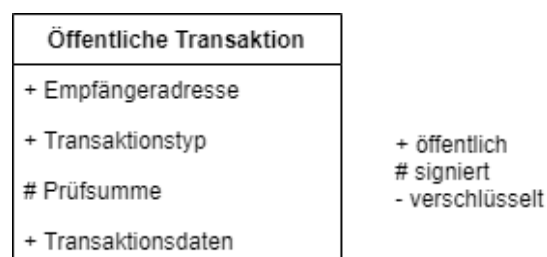 Öffentliche Transaktion
+ Empfängeradresse
+ Transaktionstyp
# Prüfsumme
+ Transaktionsdaten
+ öffentlich
# signiert
- verschlüsselt